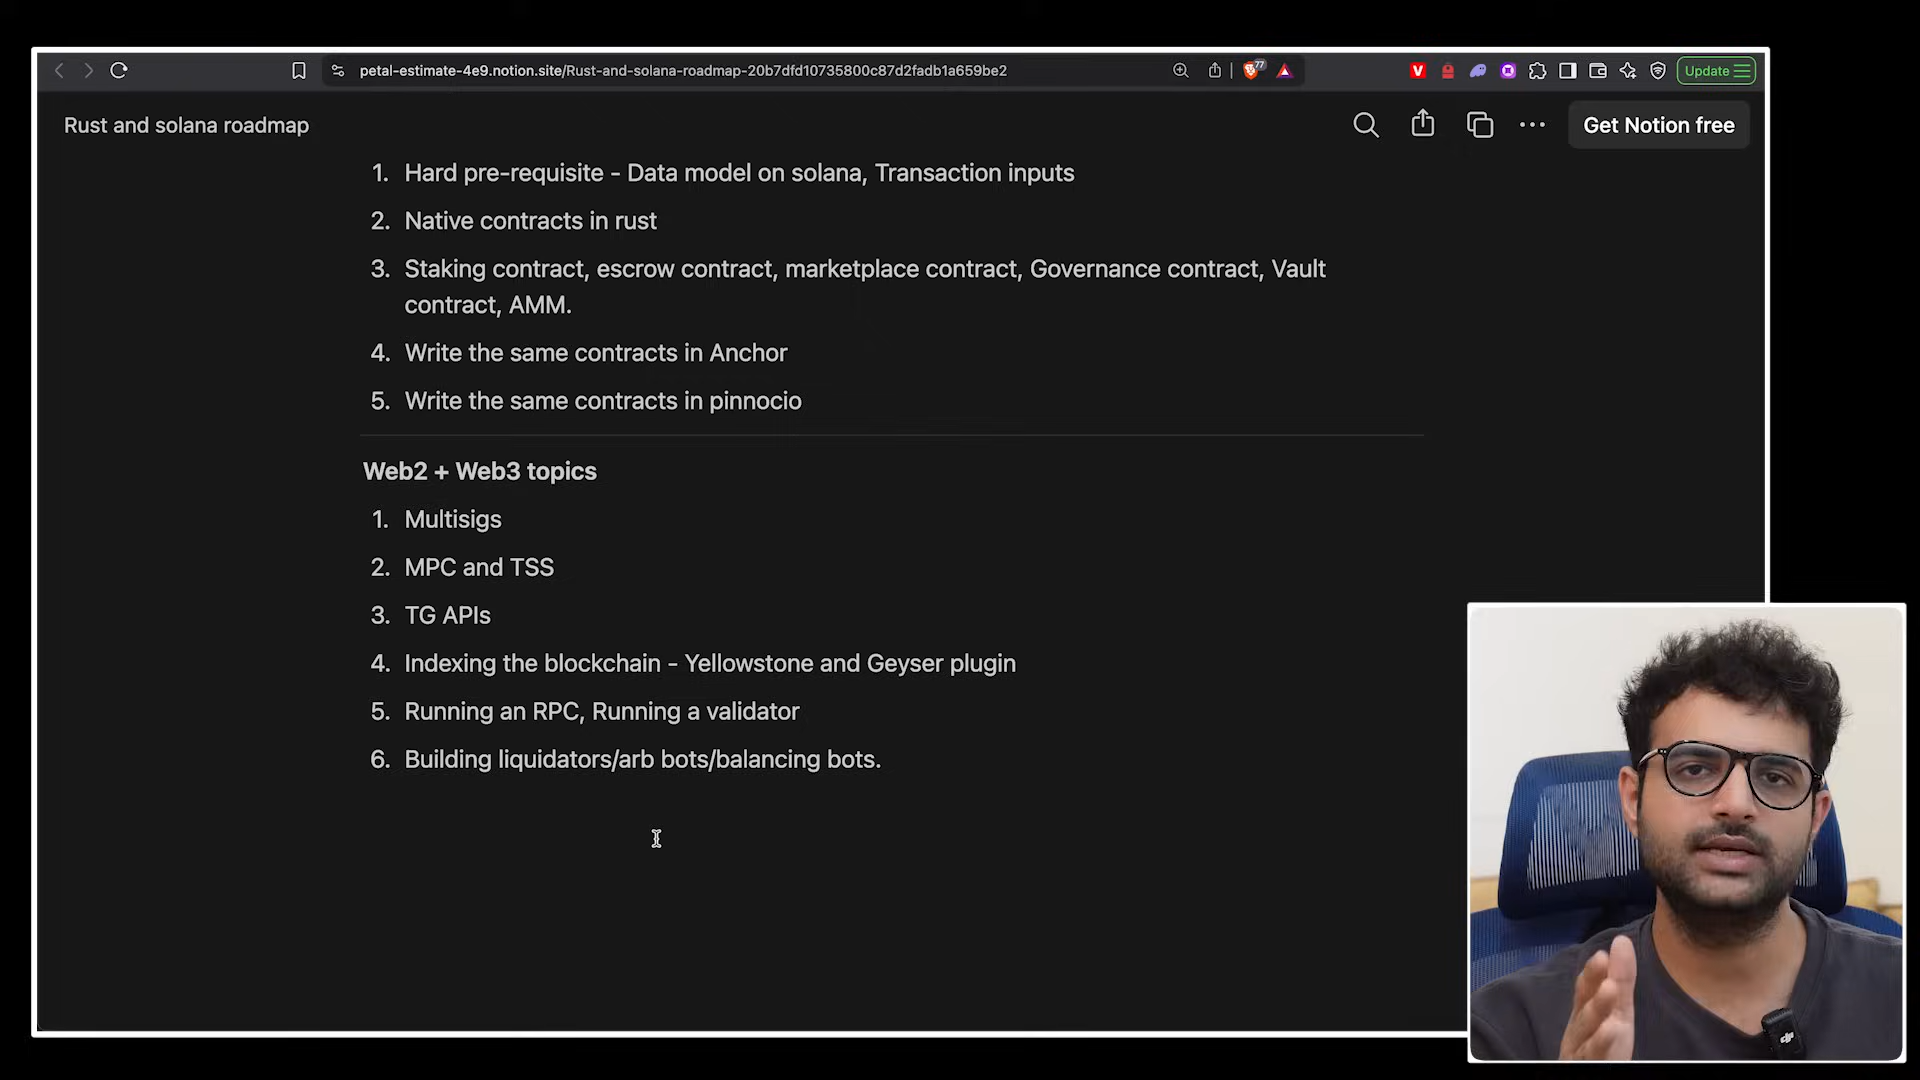 petal-estimate-4e9.notion.site/Rust-and-solana-roadmap-20b7dfd10735800c87d2fadb1a659be2
77
V
Update
Rust and solana roadmap
Get Notion free
1. Hard pre-requisite - Data model on solana, Transaction inputs
2. Native contracts in rust
3. Staking contract, escrow contract, marketplace contract, Governance contract, Vault
contract, AMM.
4. Write the same contracts in Anchor
5. Write the same contracts in pinnocio
Web2 + Web3 topics
1. Multisigs
2. MPC and TSS
3. TG APIs
4. Indexing the blockchain - Yellowstone and Geyser plugin
5. Running an RPC, Running a validator
6. Building liquidators/arb bots/balancing bots.
dji